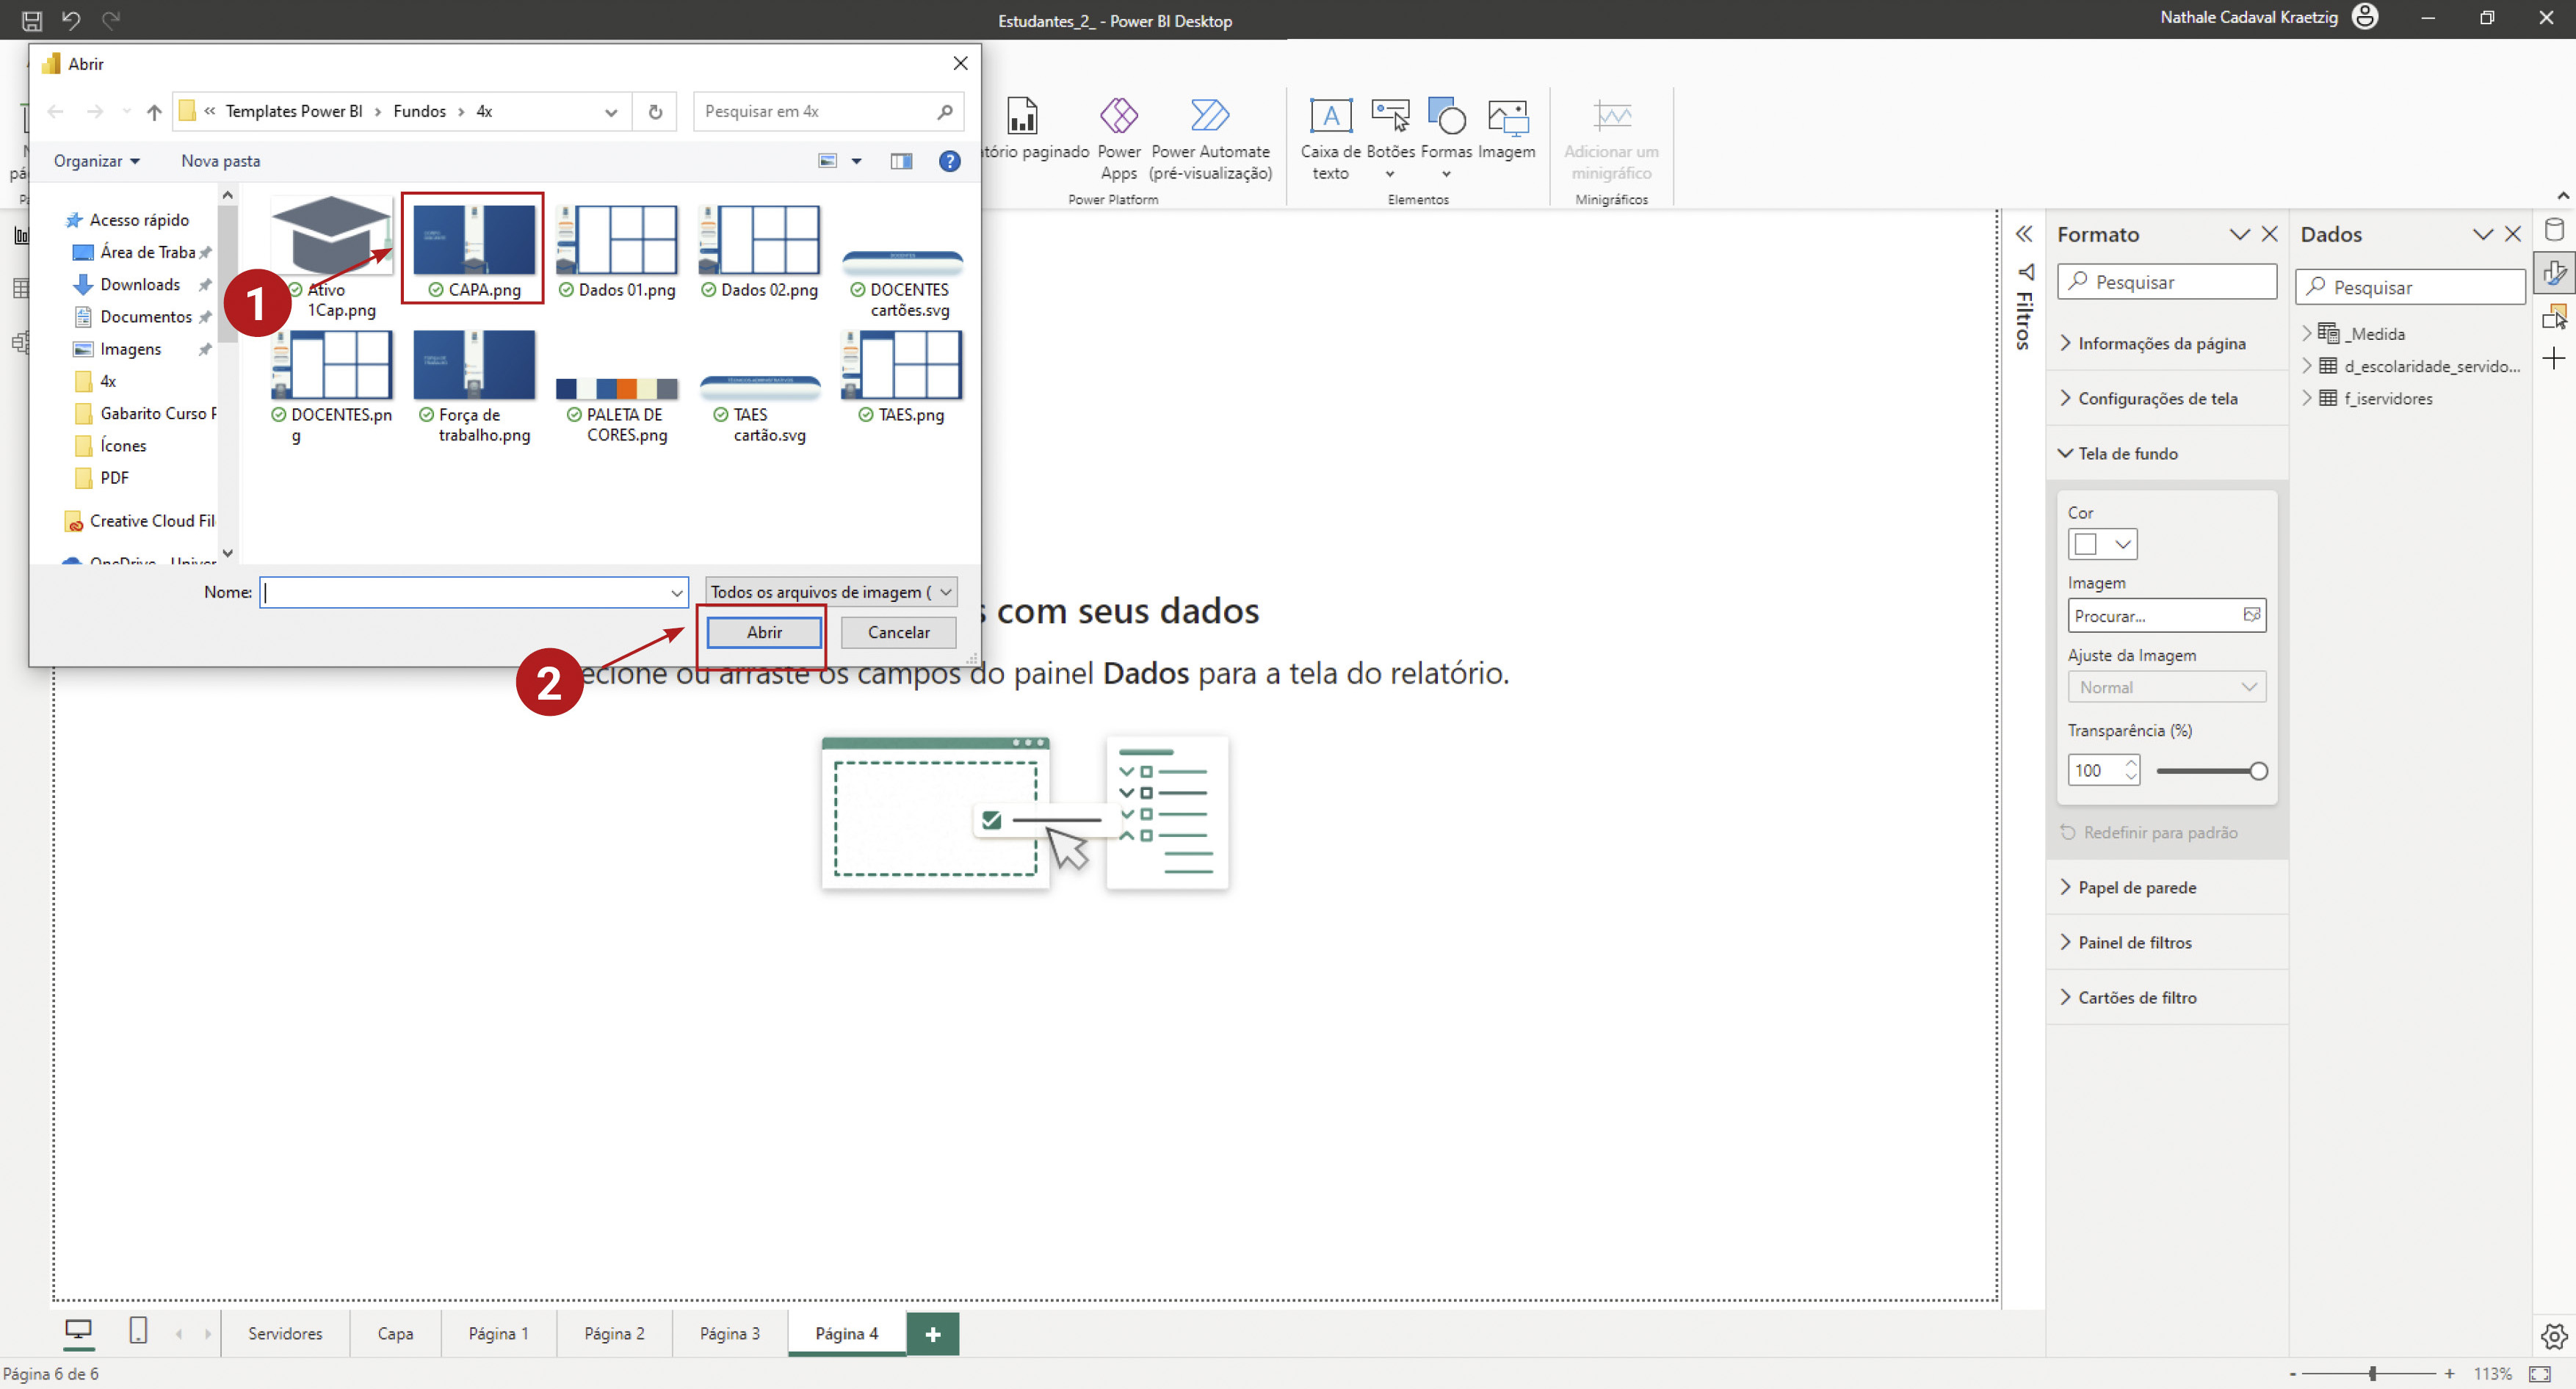 Estudantes_2_ - Power BI Desktop
Nathale Cadaval Kraetzig
Abrir
« Templates Power BI > Fundos > 4x
Pesquisar em 4x
Organizar
Nova pasta
Acesso rápido
Área de Traba
Downloads
Documentos
Imagens
4x
Gabarito Curso P
Ícones
PDF
Creative Cloud Fil
OneDrive - Univer
Ativo
1Cap.png
CAPA.png
Dados 01.png
Dados 02.png
DOCENTES
cartões.svg
DOCENTES.pn
g
Força de
trabalho.png
PALETA DE
CORES.png
TAES
cartão.svg
TAES.png
1
Nome:
Todos os arquivos de imagem (
Abrir
Cancelar
2
tório paginado
Power
Apps
Power Automate
(pré-visualização)
Power Platform
Caixa de
texto
Botões
Formas
Imagem
Elementos
Adicionar um
minigráfico
Minigráficos
s com seus dados
ecione ou arraste os campos do painel Dados para a tela do relatório.
Filtros
Formato
Pesquisar
Informações da página
Configurações de tela
Tela de fundo
Cor
Imagem
Procurar...
Ajuste da Imagem
Normal
Transparência (%)
100
Redefinir para padrão
Papel de parede
Painel de filtros
Cartões de filtro
Dados
Pesquisar
_Medida
d_escolaridade_servido...
f_iservidores
Servidores
Capa
Página 1
Página 2
Página 3
Página 4
+
Página 6 de 6
- + 113%